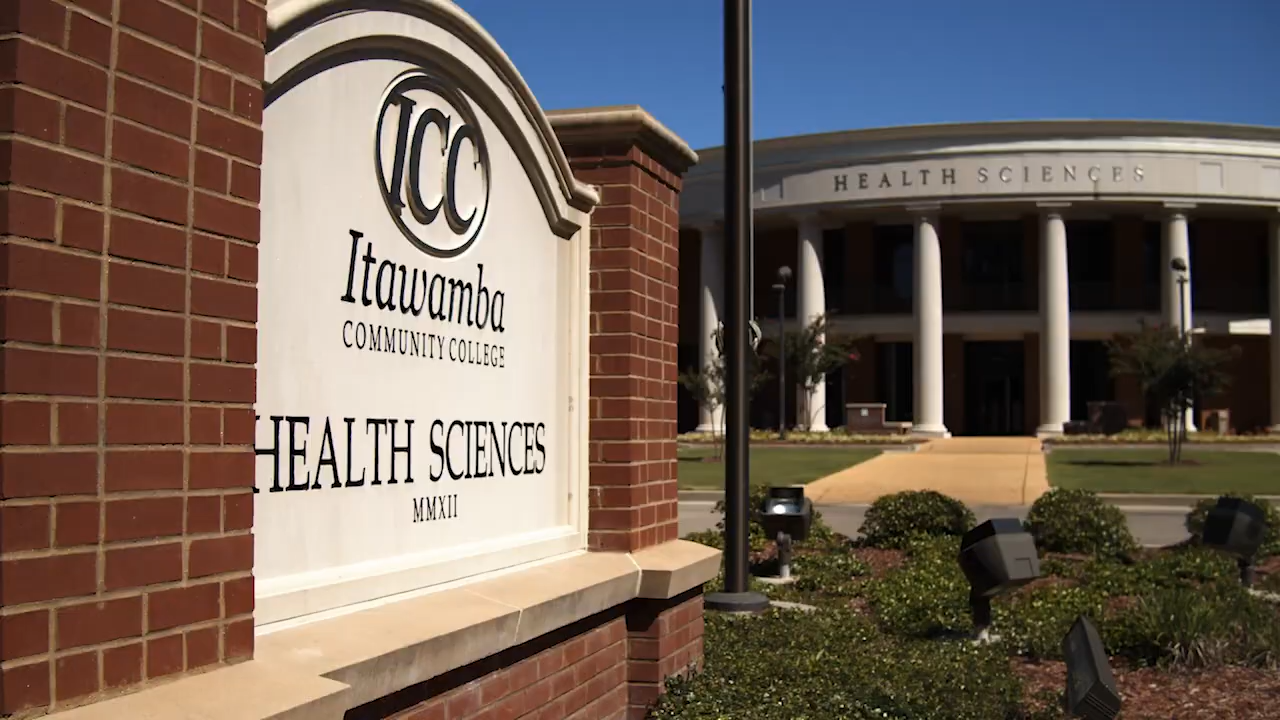 ICC
Itawamba
COMMUNITY COLLEGE
HEALTH SCIENCES
MMXII
HEALTH SCIENCES